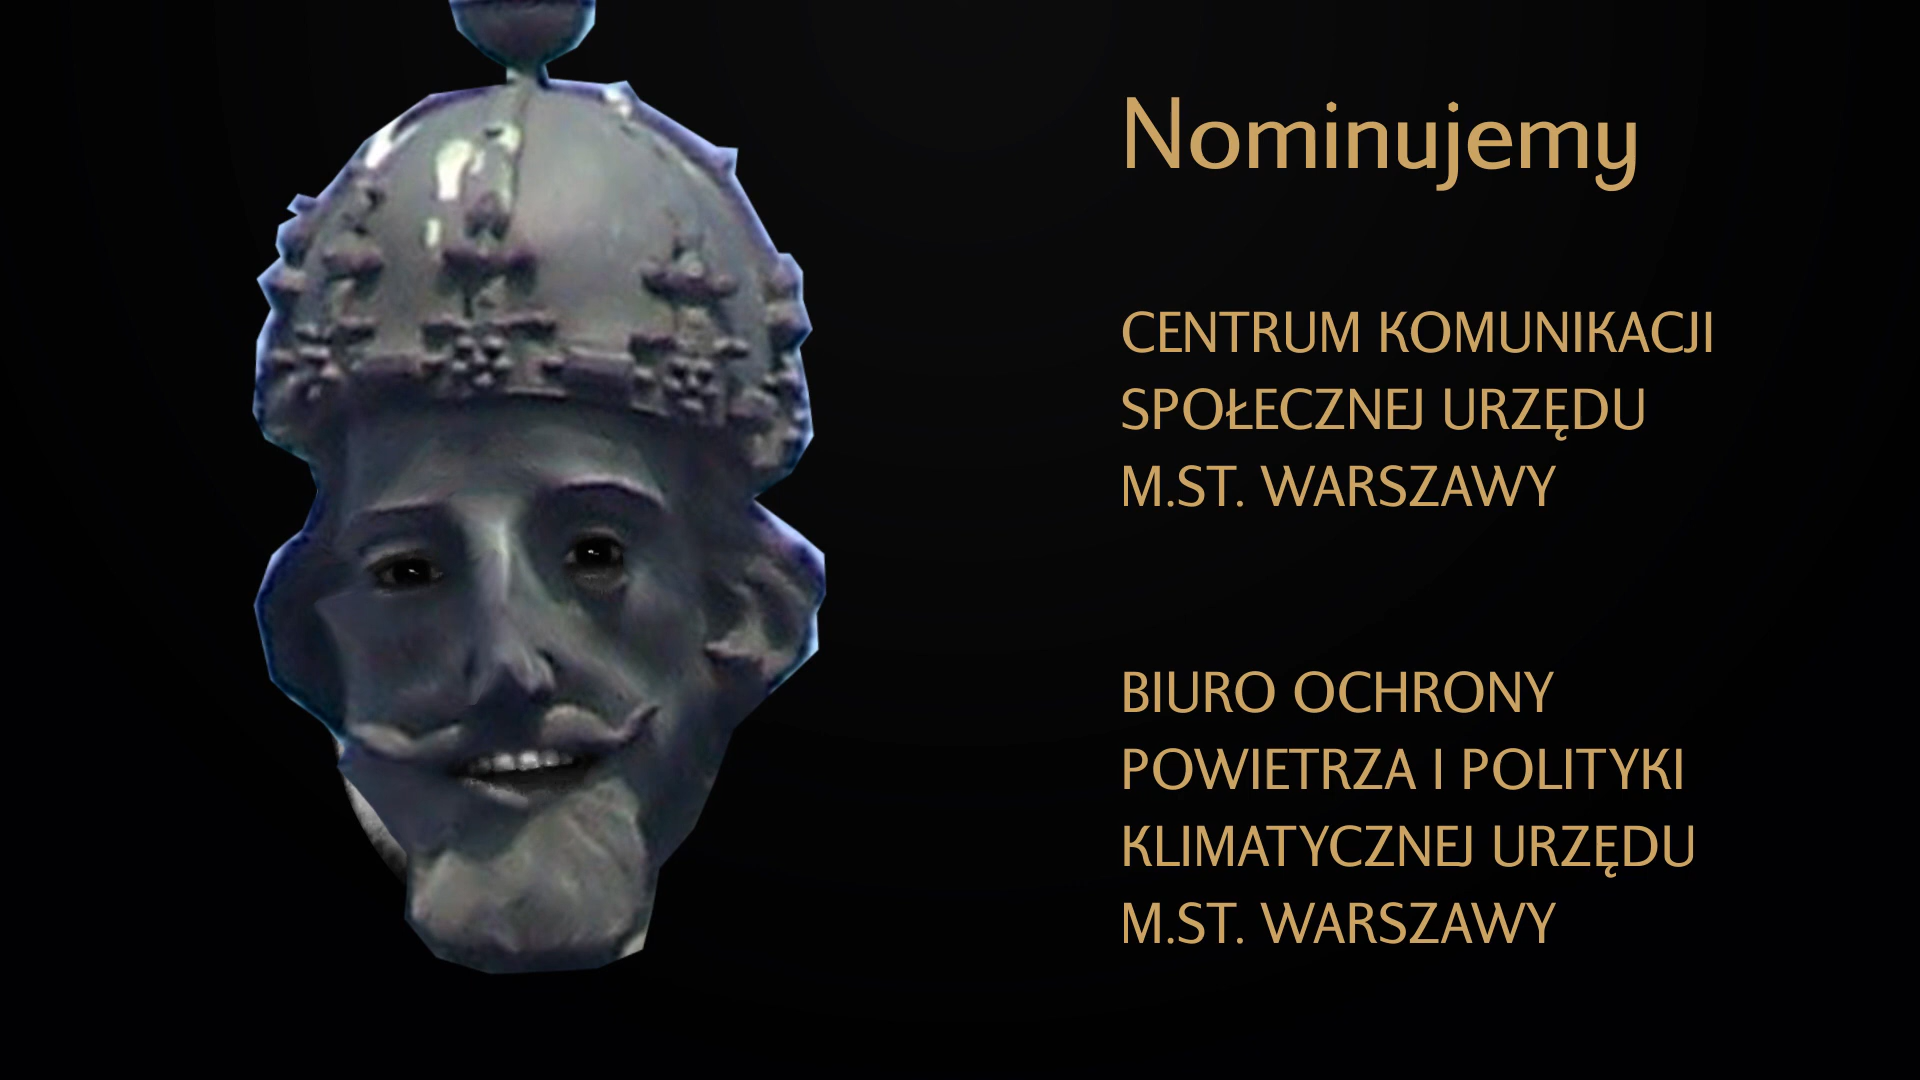 Nominujemy
CENTRUM KOMUNIKACJI
SPOŁECZNEJ URZĘDU
M.ST. WARSZAWY
BIURO OCHRONY
POWIETRZA I POLITYKI
KLIMATYCZNEJ URZĘDU
M.ST. WARSZAWY